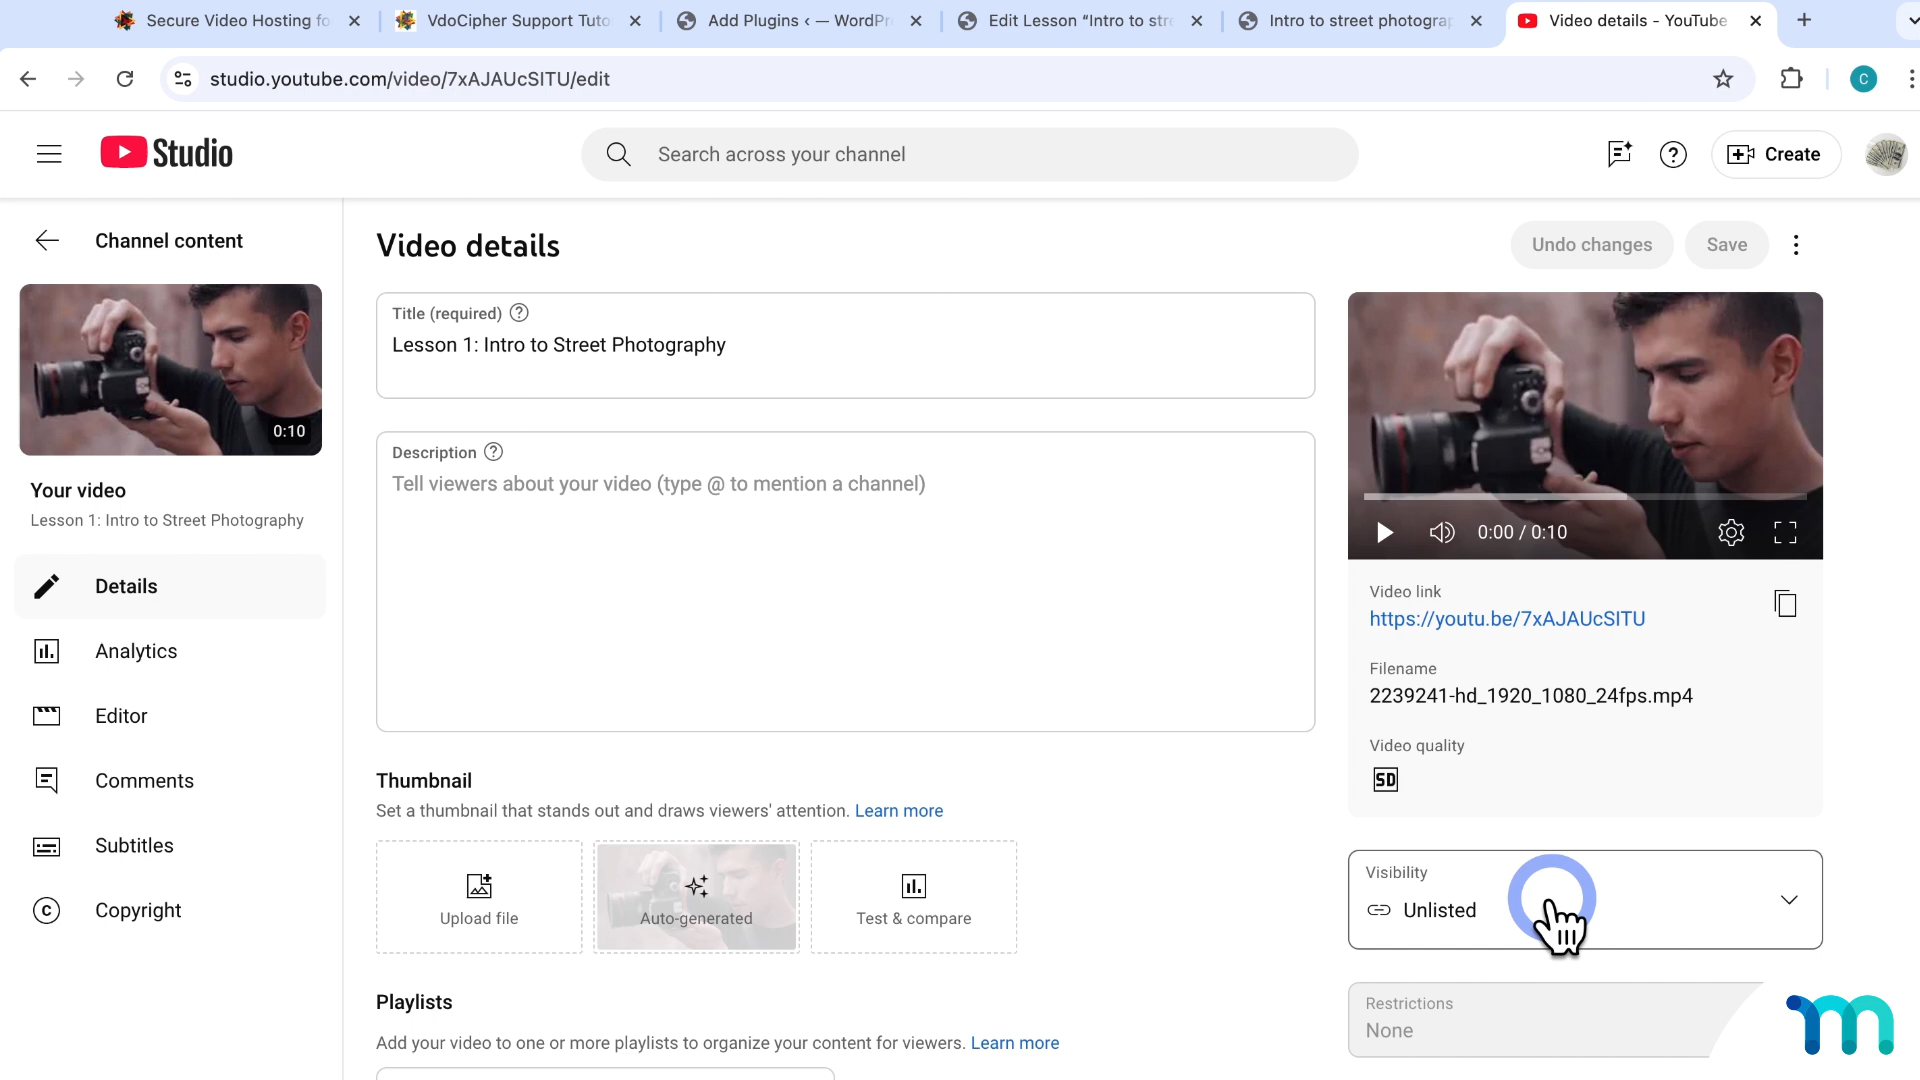 Secure Video Hosting fo
VdoCipher Support Tuto
Add Plugins ‹ — WordPr
Edit Lesson “Intro to stre
Intro to street photograp
Video details - YouTube
studio.youtube.com/video/7xAJAUcSITU/edit
C
Studio
Search across your channel
Create
Channel content
Video details
Undo changes
Save
0:10
Title (required)
Lesson 1: Intro to Street Photography
Your video
Lesson 1: Intro to Street Photography
Description
Tell viewers about your video (type @ to mention a channel)
0:00 / 0:10
Details
Analytics
Editor
Comments
Subtitles
Copyright
Video link
https://youtu.be/7xAJAUcSITU
Filename
2239241-hd_1920_1080_24fps.mp4
Video quality
SD
Thumbnail
Set a thumbnail that stands out and draws viewers' attention. Learn more
Upload file
Auto-generated
Test & compare
Visibility
Unlisted
Playlists
Add your video to one or more playlists to organize your content for viewers. Learn more
Restrictions
None
m